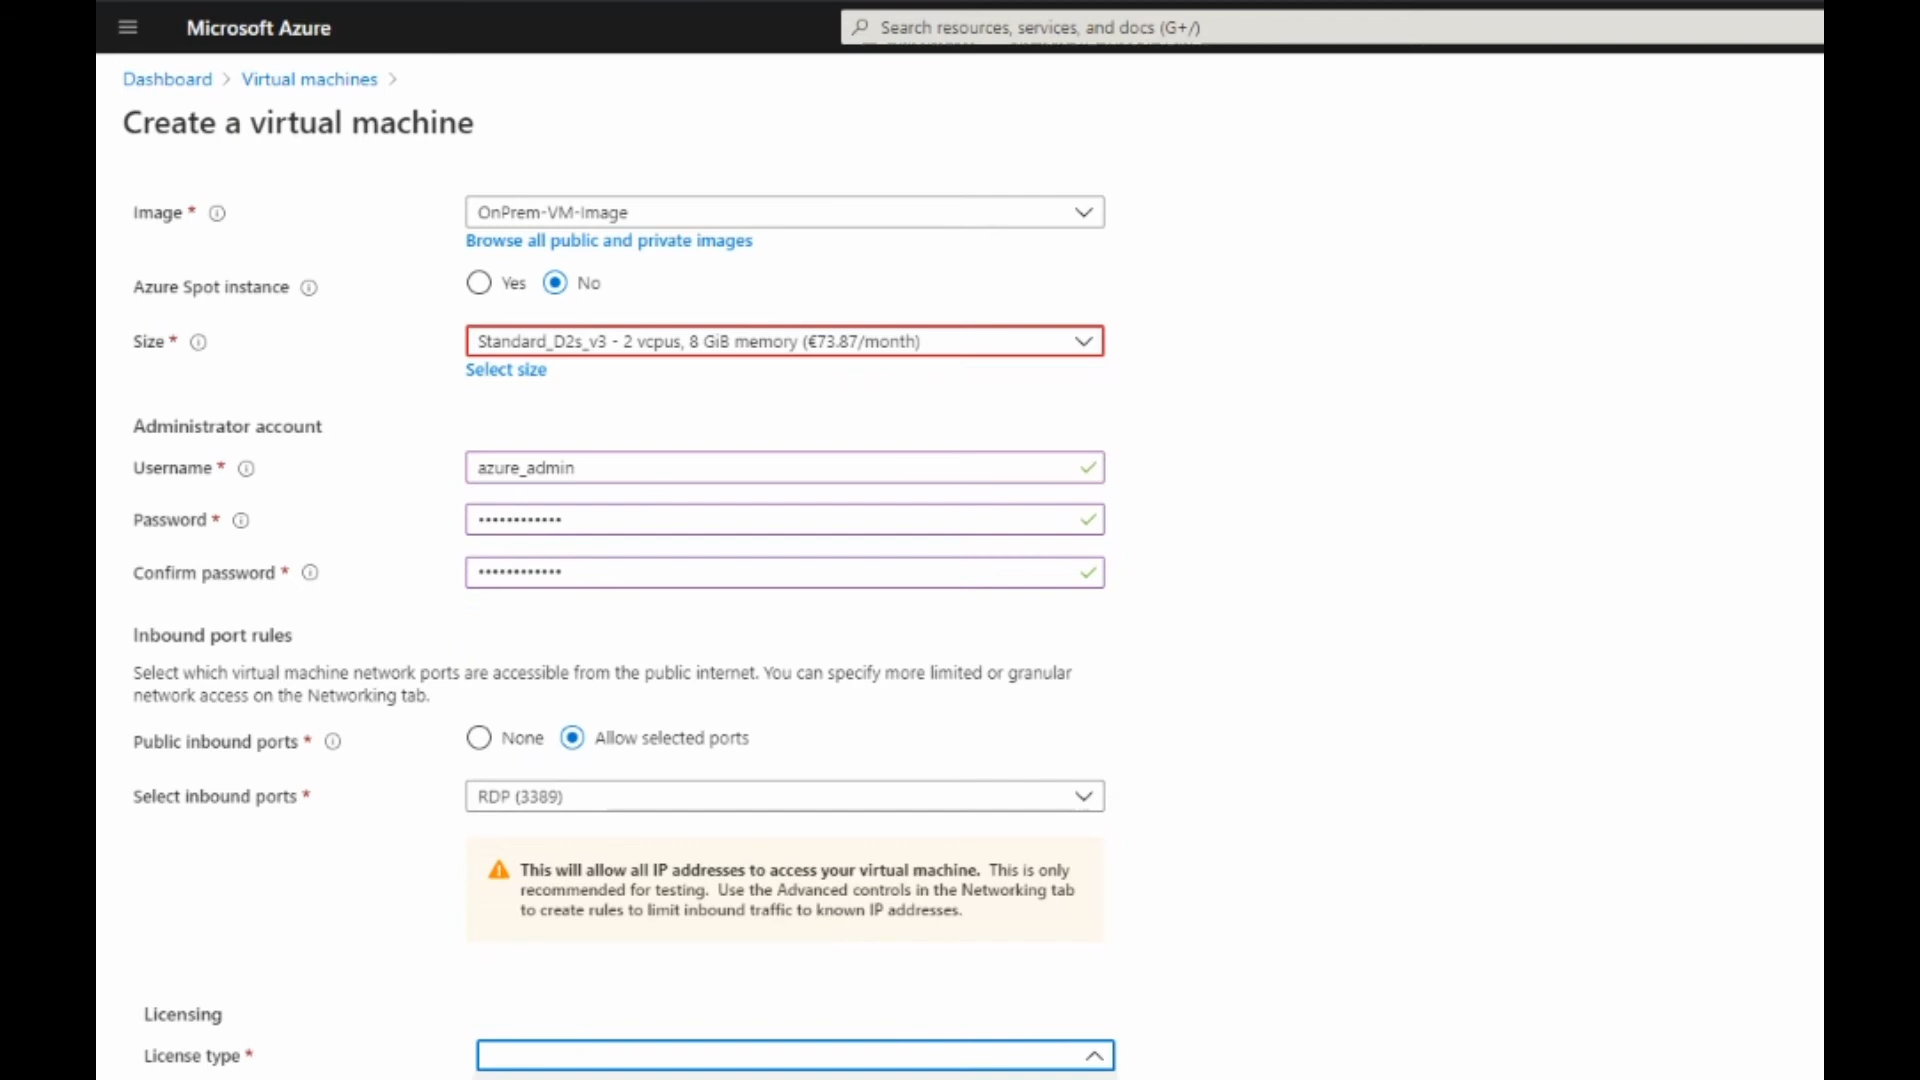 Microsoft Azure
Search resources, services, and docs (G+/)
Dashboard > Virtual machines >
Create a virtual machine
Image *
OnPrem-VM-Image
Browse all public and private images
Azure Spot instance
Yes
No
Size *
Standard_D2s_v3 - 2 vcpus, 8 GiB memory (€73.87/month)
Select size
Administrator account
Username *
azure_admin
Password *
••••••••••••
Confirm password *
••••••••••••
Inbound port rules
Select which virtual machine network ports are accessible from the public internet. You can specify more limited or granular
network access on the Networking tab.
Public inbound ports *
None
Allow selected ports
Select inbound ports *
RDP (3389)
This will allow all IP addresses to access your virtual machine. This is only
recommended for testing. Use the Advanced controls in the Networking tab
to create rules to limit inbound traffic to known IP addresses.
Licensing
License type *